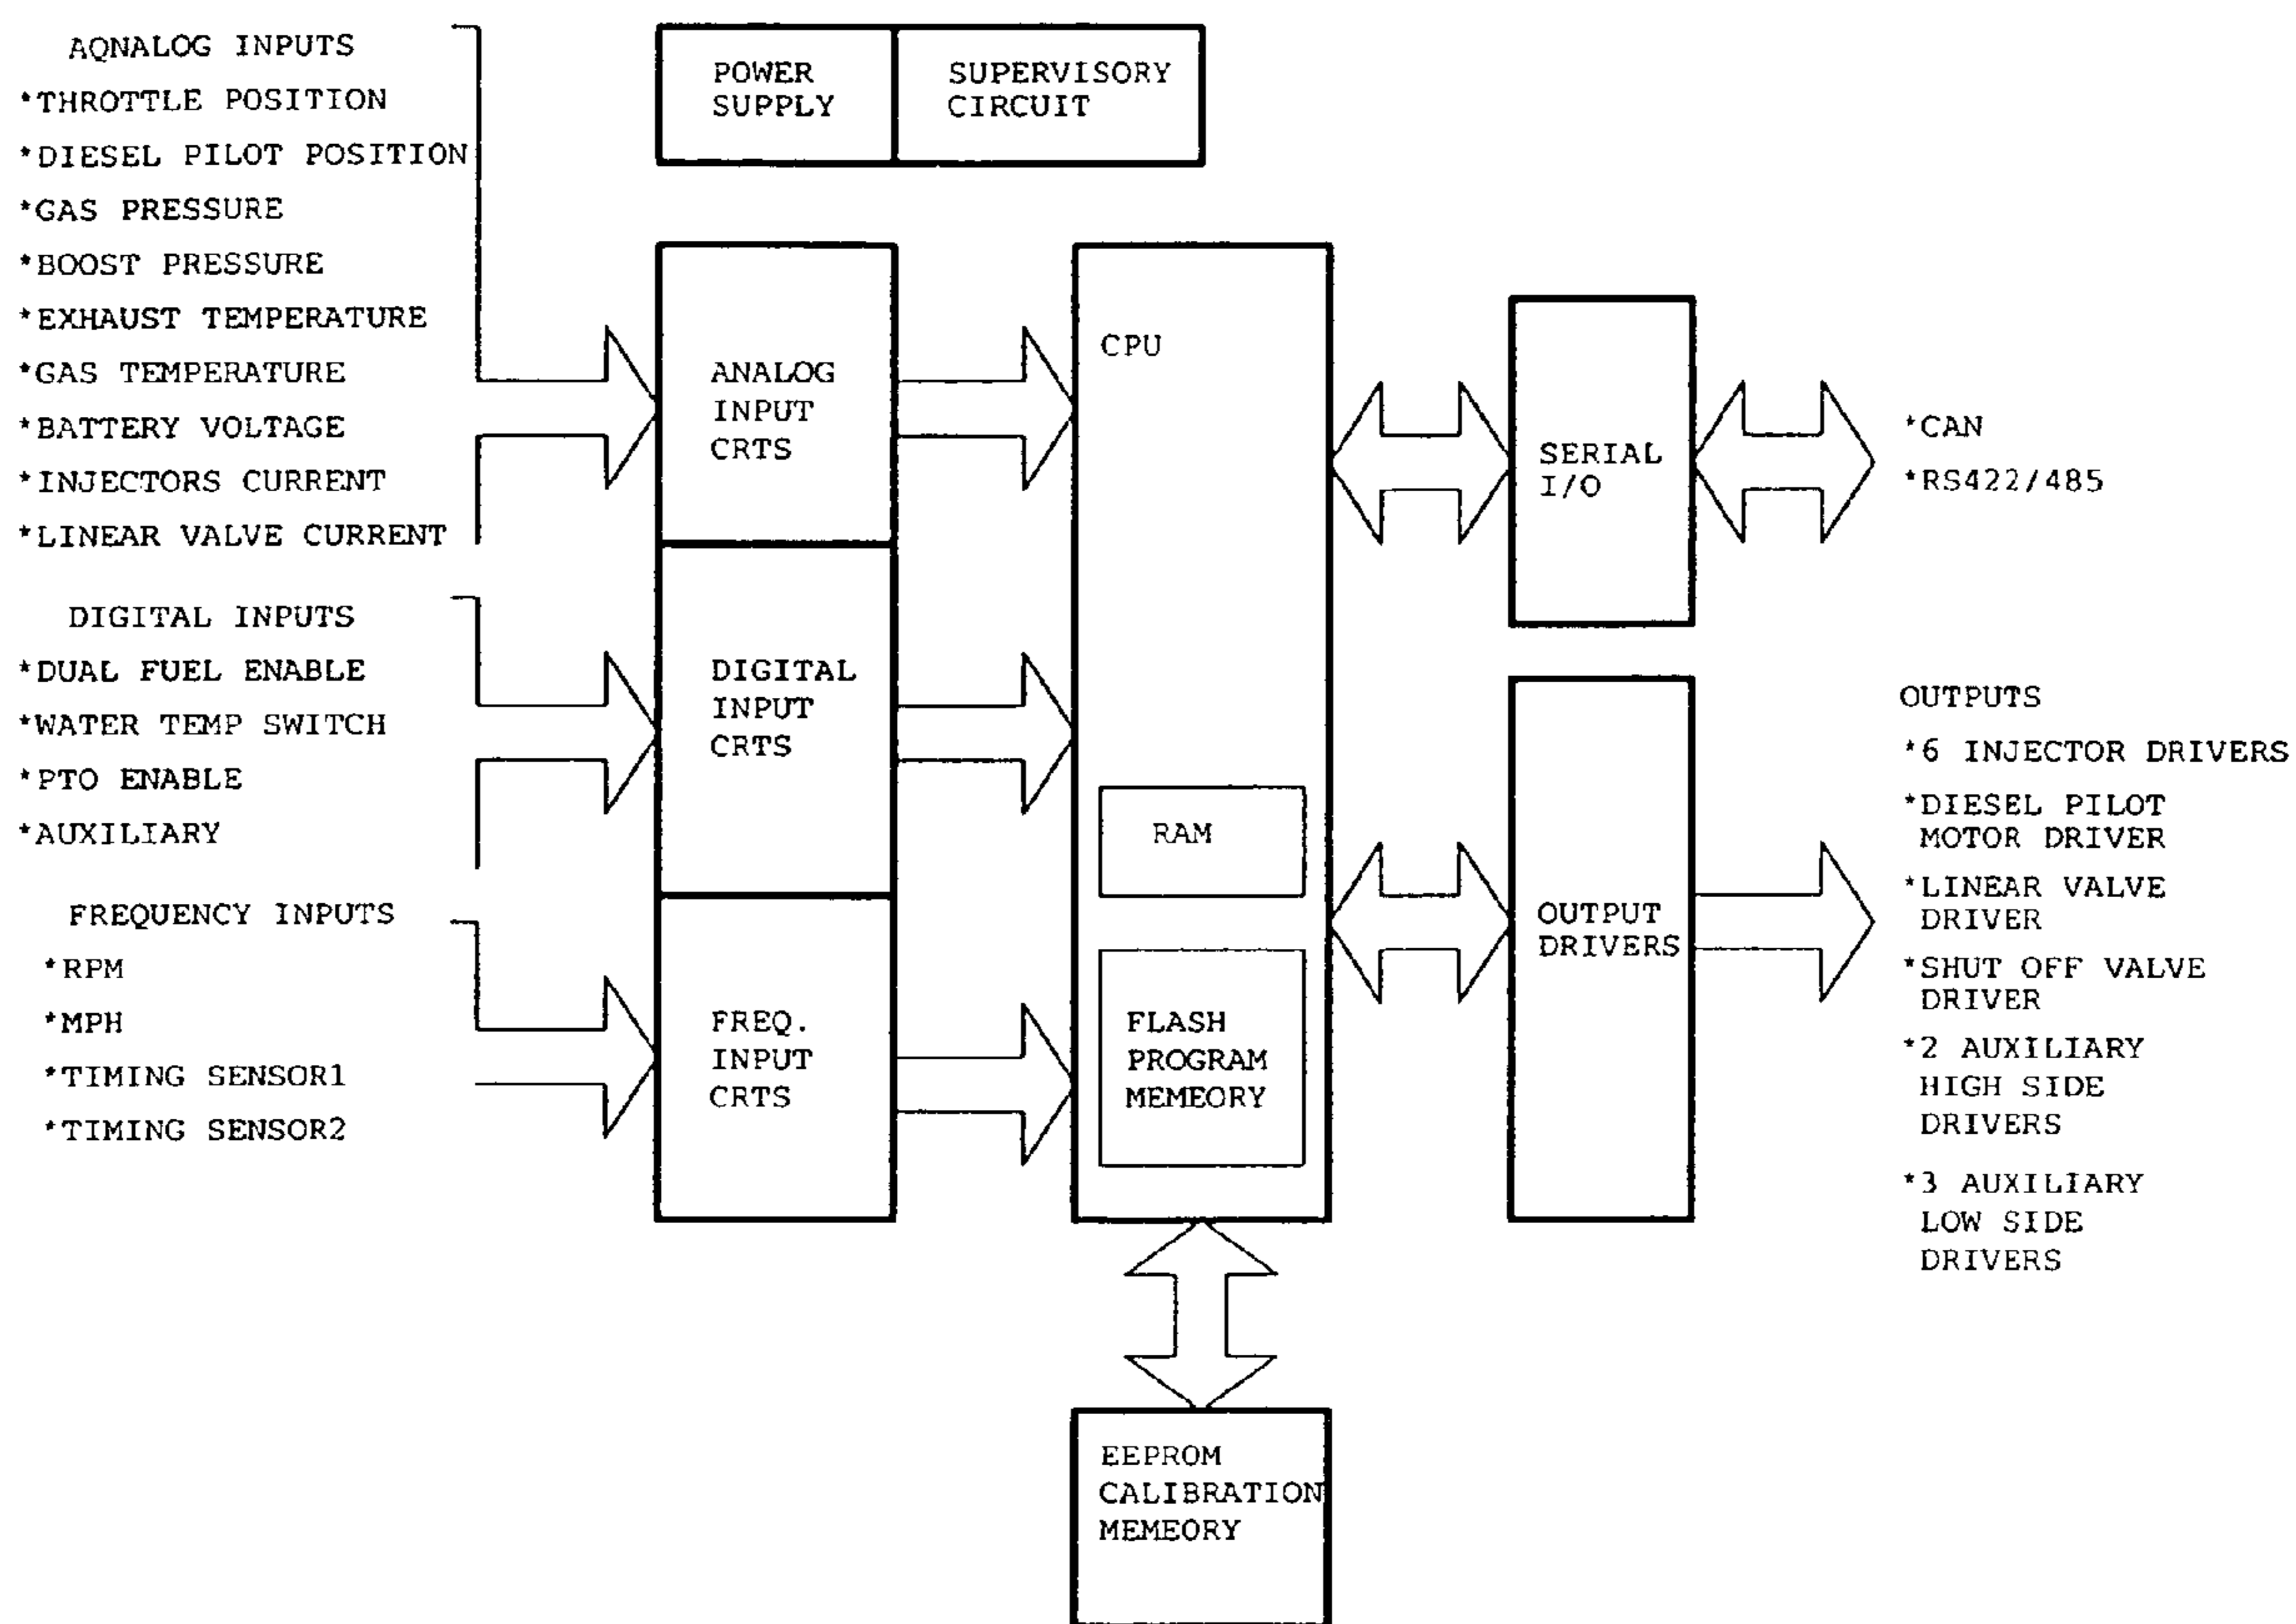 AQNALOG INPUTS
*THROTTLE POSITION
*DIESEL PILOT POSITION
*GAS PRESSURE
*BOOST PRESSURE
*EXHAUST TEMPERATURE
*GAS TEMPERATURE
*BATTERY VOLTAGE
*INJECTORS CURRENT
*LINEAR VALVE CURRENT
DIGITAL INPUTS
*DUAL FUEL ENABLE
*WATER TEMP SWITCH
*PTO ENABLE
*AUXILIARY
FREQUENCY INPUTS
*RPM
*MPH
*TIMING SENSOR1
*TIMING SENSOR2
POWER
SUPPLY
SUPERVISORY
CIRCUIT
ANALOG
INPUT
CRTS
DIGITAL
INPUT
CRTS
FREQ.
INPUT
CRTS
CPU
RAM
FLASH
PROGRAM
MEMEORY
EEPROM
CALIBRATION
MEMEORY
SERIAL
I/O
OUTPUT
DRIVERS
*CAN
*RS422/485
OUTPUTS
*6 INJECTOR DRIVERS
*DIESEL PILOT
MOTOR DRIVER
*LINEAR VALVE
DRIVER
*SHUT OFF VALVE
DRIVER
*2 AUXILIARY
HIGH SIDE
DRIVERS
*3 AUXILIARY
LOW SIDE
DRIVERS